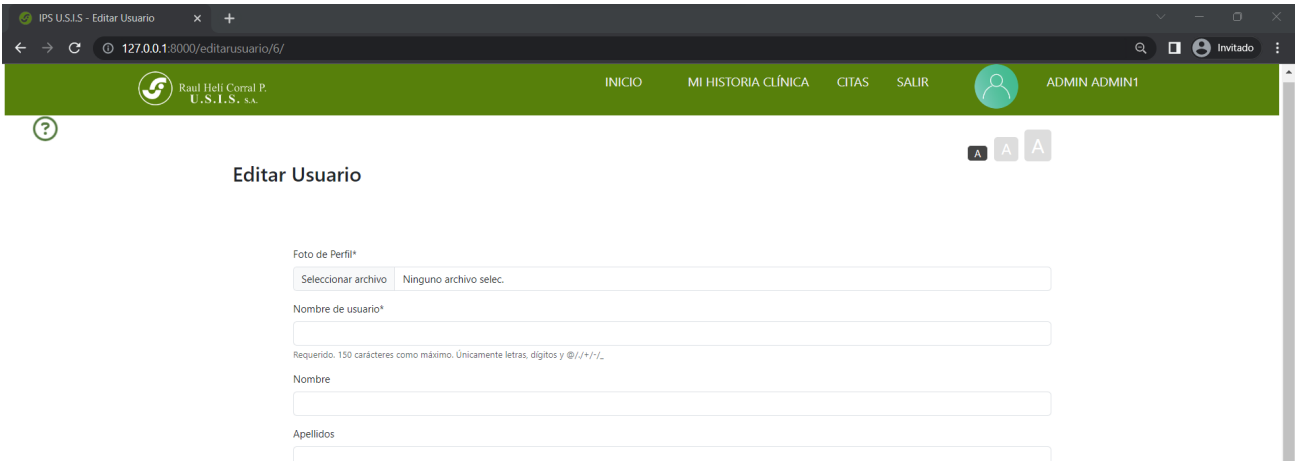 IPS U.S.I.S - Editar Usuario
127.0.0.1:8000/editarusuario/6/
Invitado
Raul Helí Corral P.
U.S.I.S. S.A.
INICIO MI HISTORIA CLÍNICA CITAS SALIR ADMIN ADMIN1
?
A A A
Editar Usuario
Foto de Perfil*
Seleccionar archivo Ninguno archivo selec.
Nombre de usuario*
Requerido. 150 carácteres como máximo. Únicamente letras, dígitos y @/./+/-/_
Nombre
Apellidos